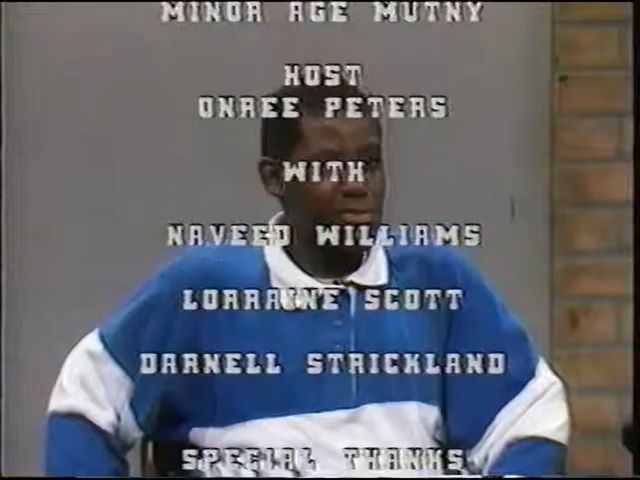 MINOR AGE MUTNY
HOST
ONREE PETERS
WITH
NAVEED WILLIAMS
LORRAINE SCOTT
DARNELL STRICKLAND
SPECIAL THANKS